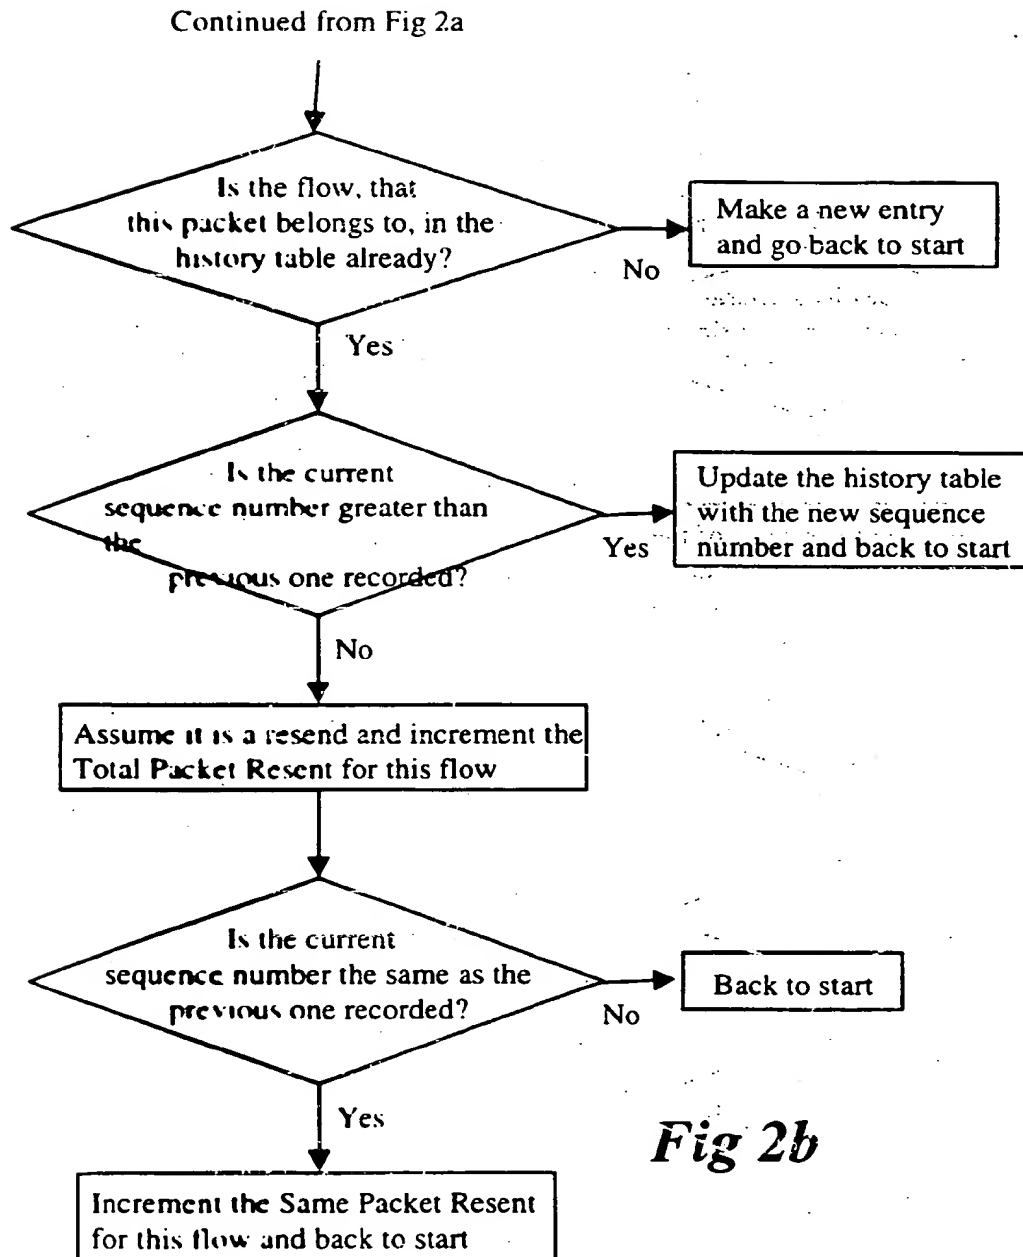 Continued from Fig 2a
Is the flow, that
this packet belongs to, in the
history table already?
No
Make a new entry
and go back to start
Yes
Is the current
sequence number greater than
the
previous one recorded?
Yes
Update the history table
with the new sequence
number and back to start
No
Assume it is a resend and increment the
Total Packet Resent for this flow
Is the current
sequence number the same as the
previous one recorded?
No
Back to start
Yes
Increment the Same Packet Resent
for this flow and back to start
Fig 2b